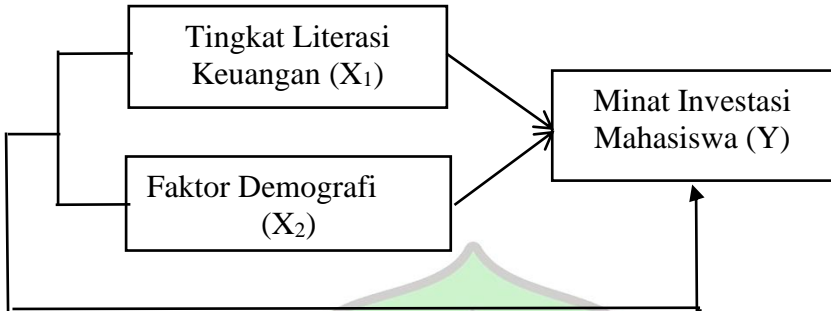 Tingkat Literasi
Keuangan (X₁)
Minat Investasi
Mahasiswa (Y)
Faktor Demografi
(X₂)